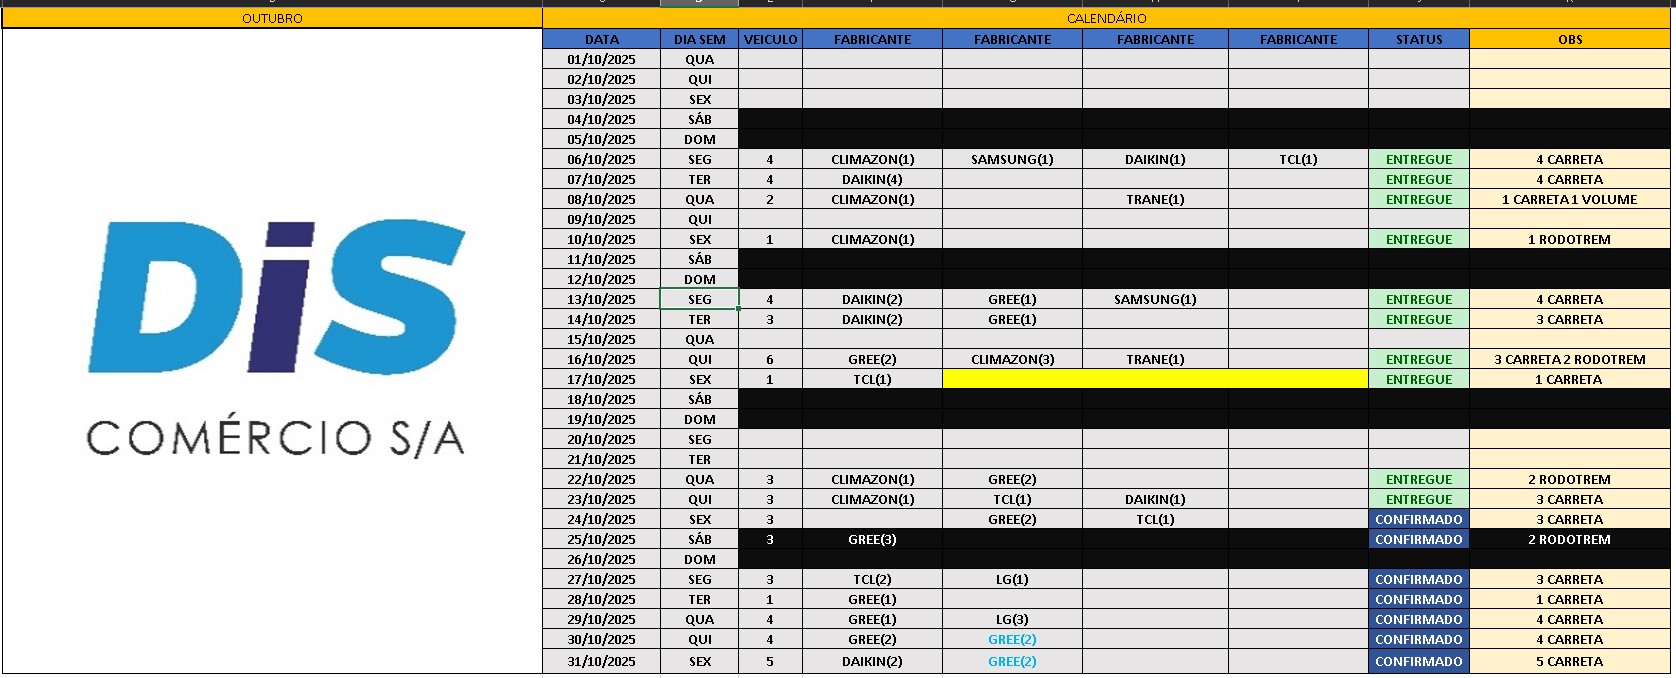 OUTUBRO CALENDÁRIO
DATA DIA SEM VEICULO FABRICANTE FABRICANTE FABRICANTE FABRICANTE STATUS OBS
01/10/2025 QUA
02/10/2025 QUI
03/10/2025 SEX
04/10/2025 SÁB
05/10/2025 DOM
06/10/2025 SEG 4 CLIMAZON(1) SAMSUNG(1) DAIKIN(1) TCL(1) ENTREGUE 4 CARRETA
07/10/2025 TER 4 DAIKIN(4) ENTREGUE 4 CARRETA
08/10/2025 QUA 2 CLIMAZON(1) TRANE(1) ENTREGUE 1 CARRETA 1 VOLUME
09/10/2025 QUI
10/10/2025 SEX 1 CLIMAZON(1) ENTREGUE 1 RODOTREM
11/10/2025 SÁB
12/10/2025 DOM
13/10/2025 SEG 4 DAIKIN(2) GREE(1) SAMSUNG(1) ENTREGUE 4 CARRETA
14/10/2025 TER 3 DAIKIN(2) GREE(1) ENTREGUE 3 CARRETA
15/10/2025 QUA
16/10/2025 QUI 6 GREE(2) CLIMAZON(3) TRANE(1) ENTREGUE 3 CARRETA 2 RODOTREM
17/10/2025 SEX 1 TCL(1) ENTREGUE 1 CARRETA
18/10/2025 SÁB
19/10/2025 DOM
20/10/2025 SEG
21/10/2025 TER
22/10/2025 QUA 3 CLIMAZON(1) GREE(2) ENTREGUE 2 RODOTREM
23/10/2025 QUI 3 CLIMAZON(1) TCL(1) DAIKIN(1) ENTREGUE 3 CARRETA
24/10/2025 SEX 3 GREE(2) TCL(1) CONFIRMADO 3 CARRETA
25/10/2025 SÁB 3 GREE(3) CONFIRMADO 2 RODOTREM
26/10/2025 DOM
27/10/2025 SEG 3 TCL(2) LG(1) CONFIRMADO 3 CARRETA
28/10/2025 TER 1 GREE(1) CONFIRMADO 1 CARRETA
29/10/2025 QUA 4 GREE(1) LG(3) CONFIRMADO 4 CARRETA
30/10/2025 QUI 4 GREE(2) GREE(2) CONFIRMADO 4 CARRETA
31/10/2025 SEX 5 DAIKIN(2) GREE(2) CONFIRMADO 5 CARRETA
DiS
COMÉRCIO S/A